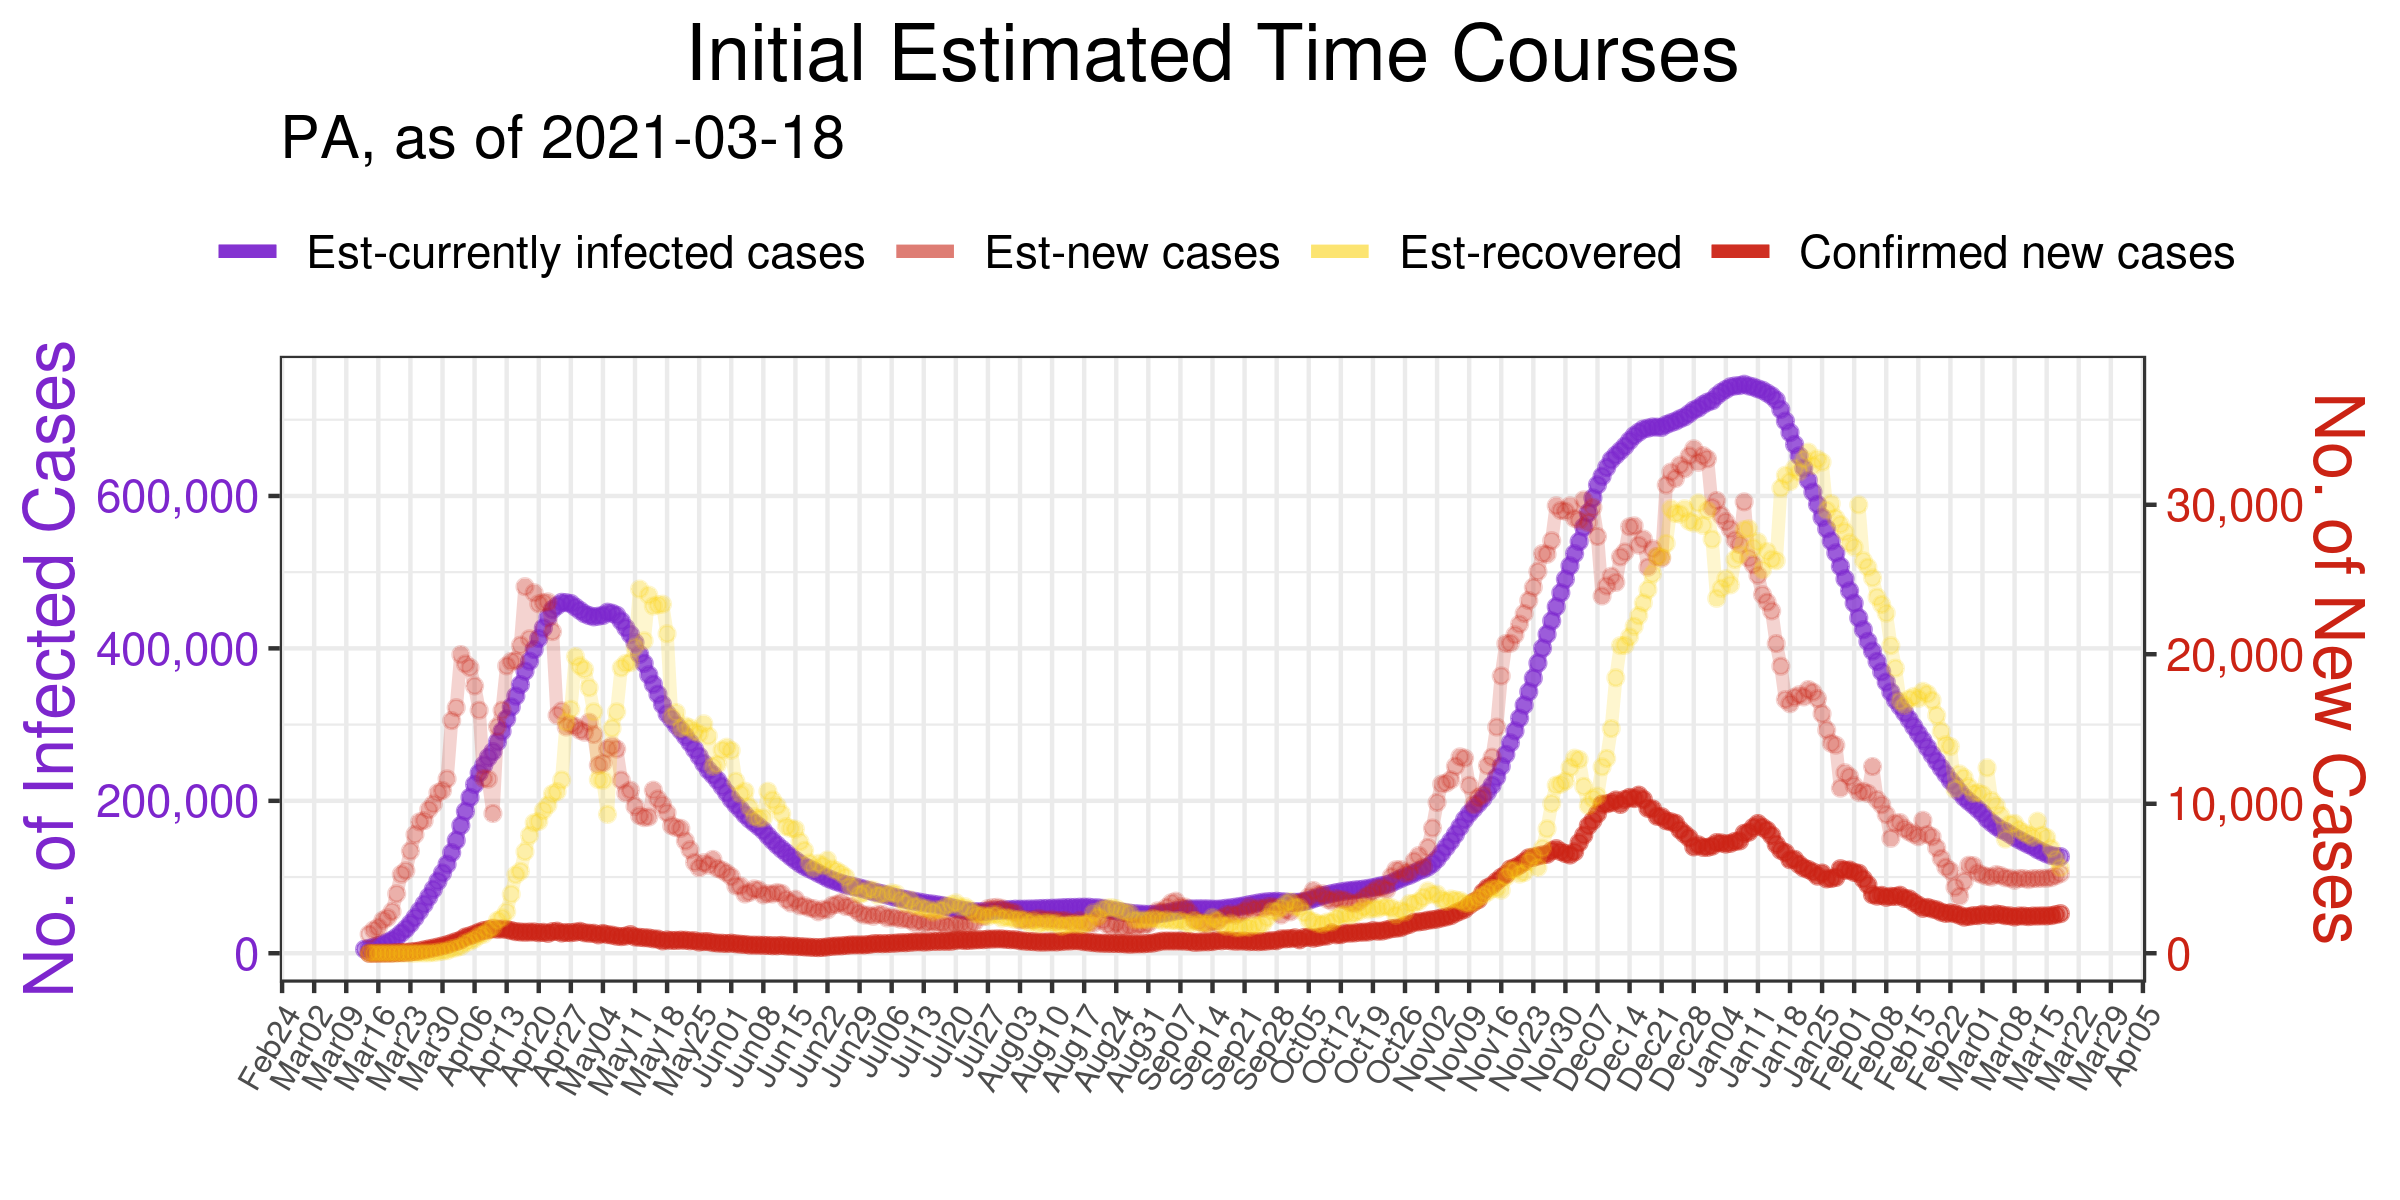 Initial Estimated Time Courses
PA, as of 2021-03-18
Est-currently infected cases
Est-new cases
Est-recovered
Confirmed new cases
No. of Infected Cases
600,000
400,000
200,000
0
No. of New Cases
30,000
20,000
10,000
0
Feb24
Mar02
Mar09
Mar16
Mar23
Mar30
Apr06
Apr13
Apr20
Apr27
May04
May11
May18
May25
Jun01
Jun08
Jun15
Jun22
Jun29
Jul06
Jul13
Jul20
Jul27
Aug03
Aug10
Aug17
Aug24
Aug31
Sep07
Sep14
Sep21
Sep28
Oct05
Oct12
Oct19
Oct26
Nov02
Nov09
Nov16
Nov23
Nov30
Dec07
Dec14
Dec21
Dec28
Jan04
Jan11
Jan18
Jan25
Feb01
Feb08
Feb15
Feb22
Mar01
Mar08
Mar15
Mar22
Mar29
Apr05